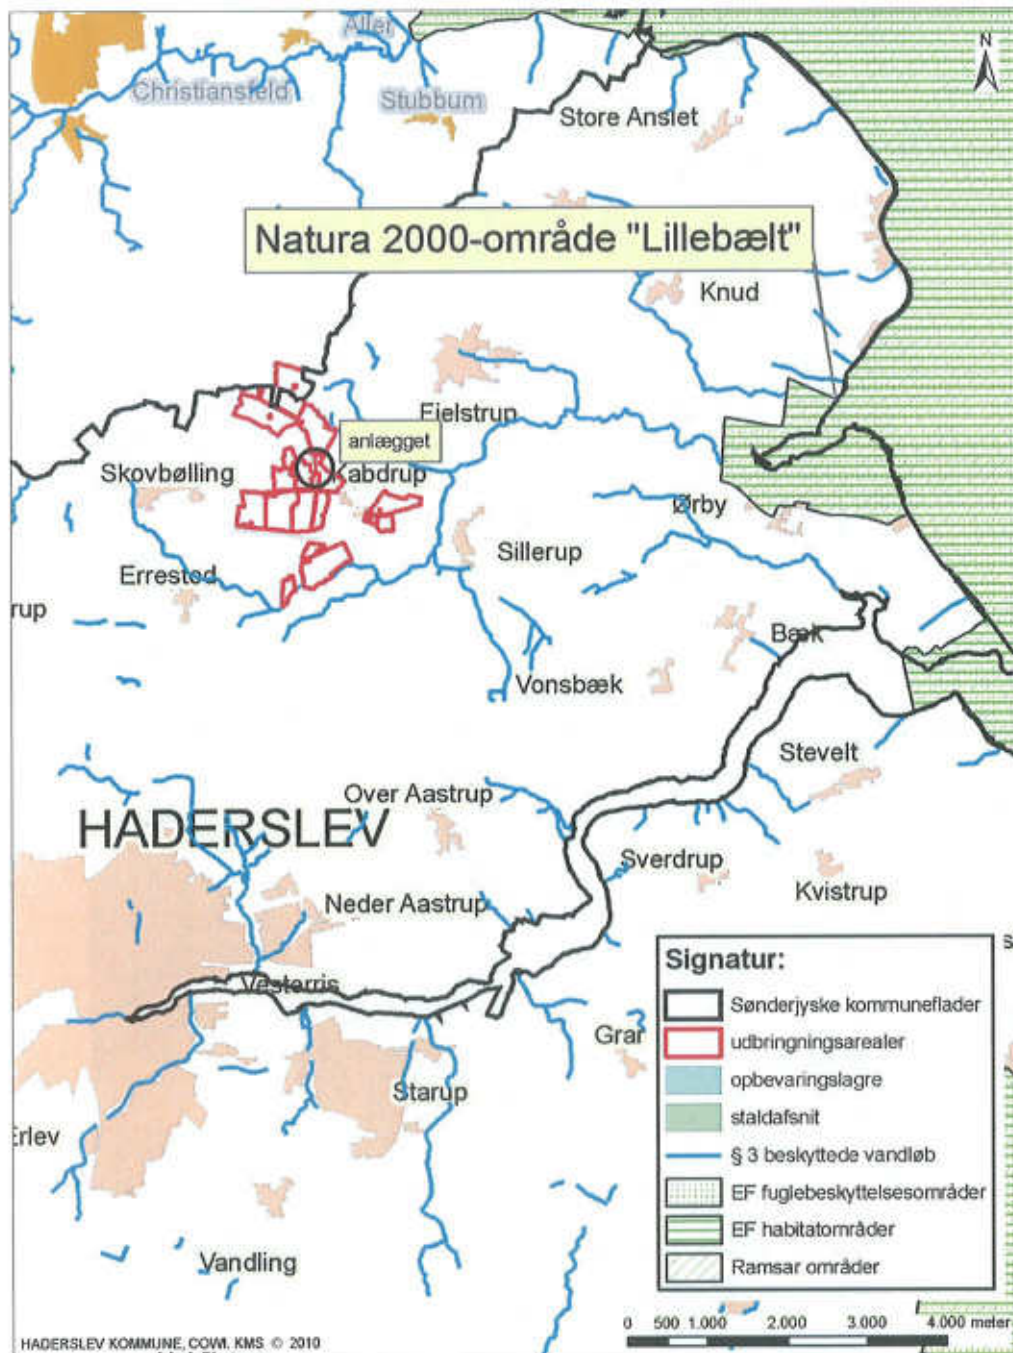 Aller
N
Christiansfeld
Stubbum
Store Anslet
Natura 2000-område "Lillebælt"
Knud
Fjelstrup
anlægget
Skovbølling
Kabdrup
Ørby
Sillerup
Errested
rup
Bæk
Vonsbæk
Stevelt
Over Aastrup
HADERSLEV
Sverdrup
Kvistrup
Neder Aastrup
Signatur:
Vesterris
Sønderjyske kommuneflader
Grar
udbringningsarealer
opbevaringslagre
Starup
staldafsnit
Erlev
§ 3 beskyttede vandløb
EF fuglebeskyttelsesområder
EF habitatområder
Vandling
Ramsar områder
0 500 1.000 2.000 3.000 4.000 meter
HADERSLEV KOMMUNE, COWI, KMS © 2010